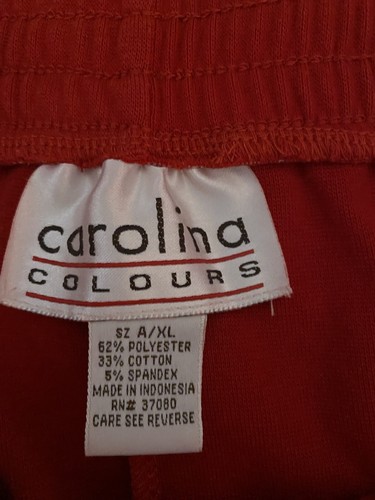 carolina
COLOURS
SZ A/XL
62% POLYESTER
33% COTTON
5% SPANDEX
MADE IN INDONESIA
RN# 37080
CARE SEE REVERSE